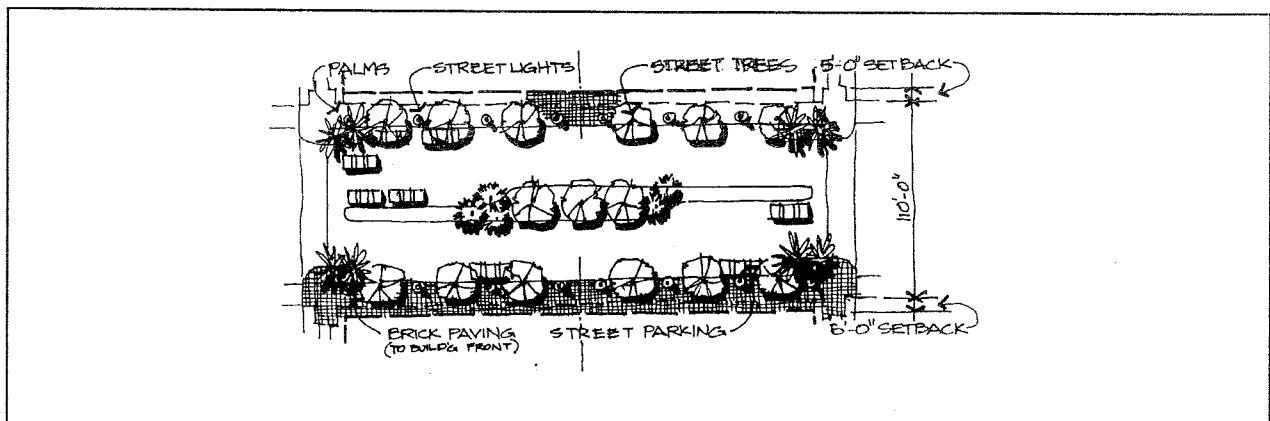 PALMS
STREET LIGHTS
STREET TREES
5'-0" SETBACK
110'-0"
BRICK PAVING
(TO BUILD'G FRONT)
STREET PARKING
5'-0" SETBACK